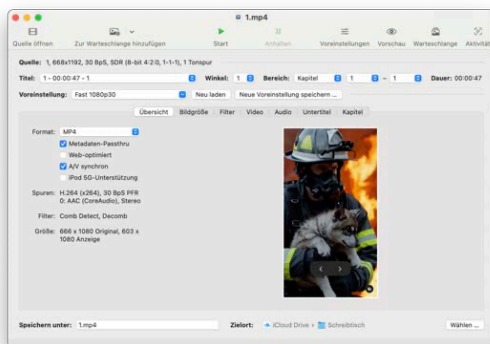 1.mp4
Quelle öffnen Zur Warteschlange hinzufügen Start Anhalten Voreinstellungen Vorschau Warteschlange Aktivität
Quelle: 1, 668x1192, 30 BpS, SDR (8-bit 4:2:0, 1-1-1), 1 Tonspur
Titel: 1 - 00:00:47 - 1 Winkel: 1 Bereich: Kapitel 1 – 1 Dauer: 00:00:47
Voreinstellung: Fast 1080p30 Neu laden Neue Voreinstellung speichern ...
Übersicht Bildgröße Filter Video Audio Untertitel Kapitel
Format: MP4
Metadaten-Passthru
Web-optimiert
A/V synchron
iPod 5G-Unterstützung
Spuren: H.264 (x264), 30 BpS PFR
0: AAC (CoreAudio), Stereo
Filter: Comb Detect, Decomb
Größe: 666 x 1080 Original, 603 x
1080 Anzeige
Speichern unter: 1.mp4 Zielort: iCloud Drive Schreibtisch Wählen ...